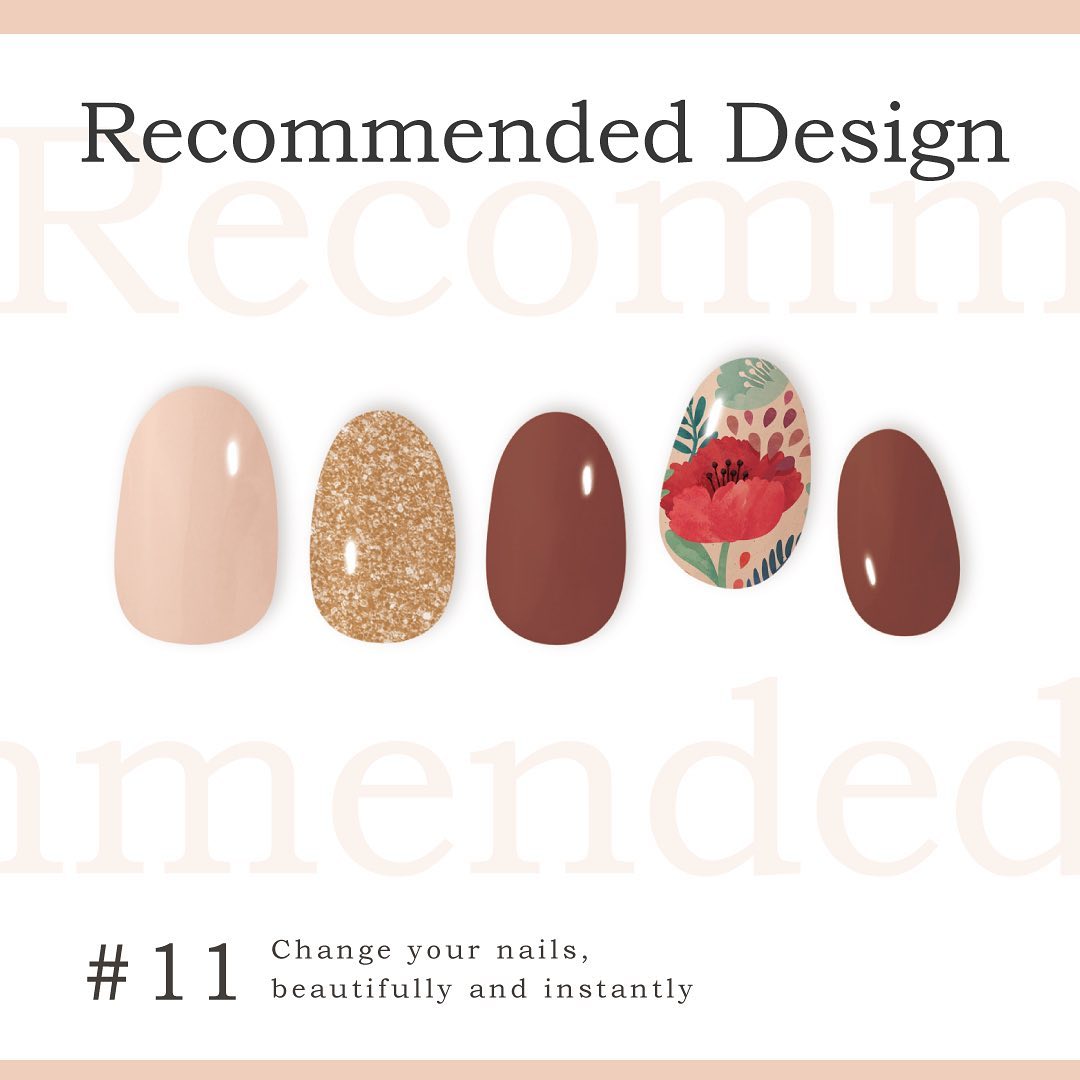 Recommended Design
Recomm
mmended
#11
Change your nails,
beautifully and instantly